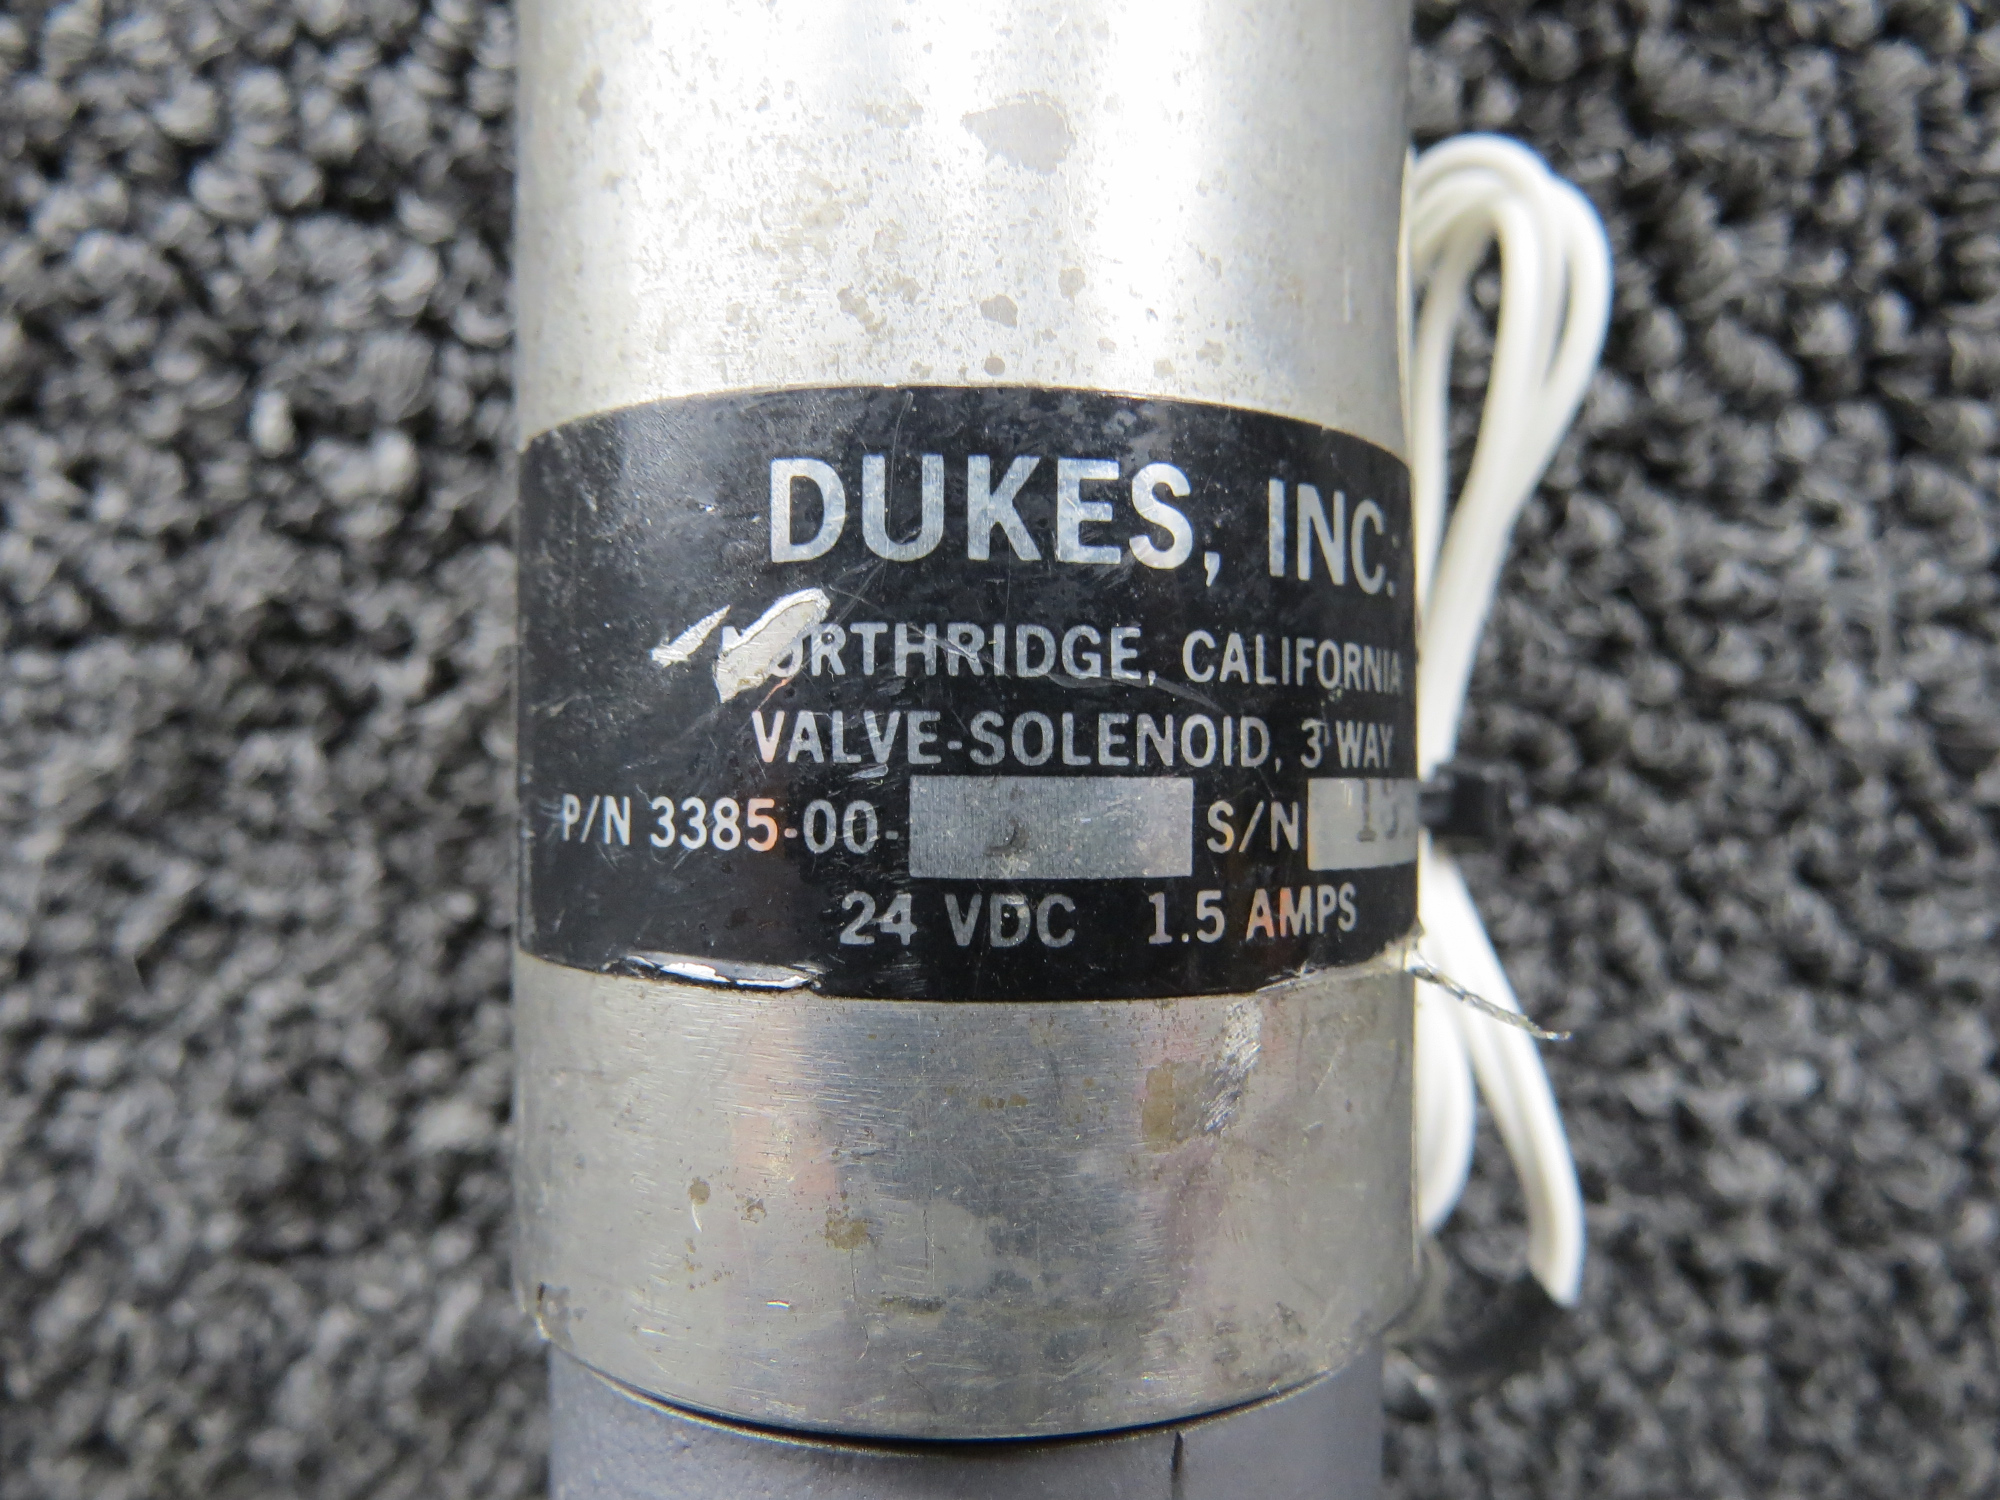 DUKES, INC.
NORTHRIDGE, CALIFORNIA
VALVE-SOLENOID, 3 WAY
P/N 3385-00- S/N
24 VDC 1.5 AMPS